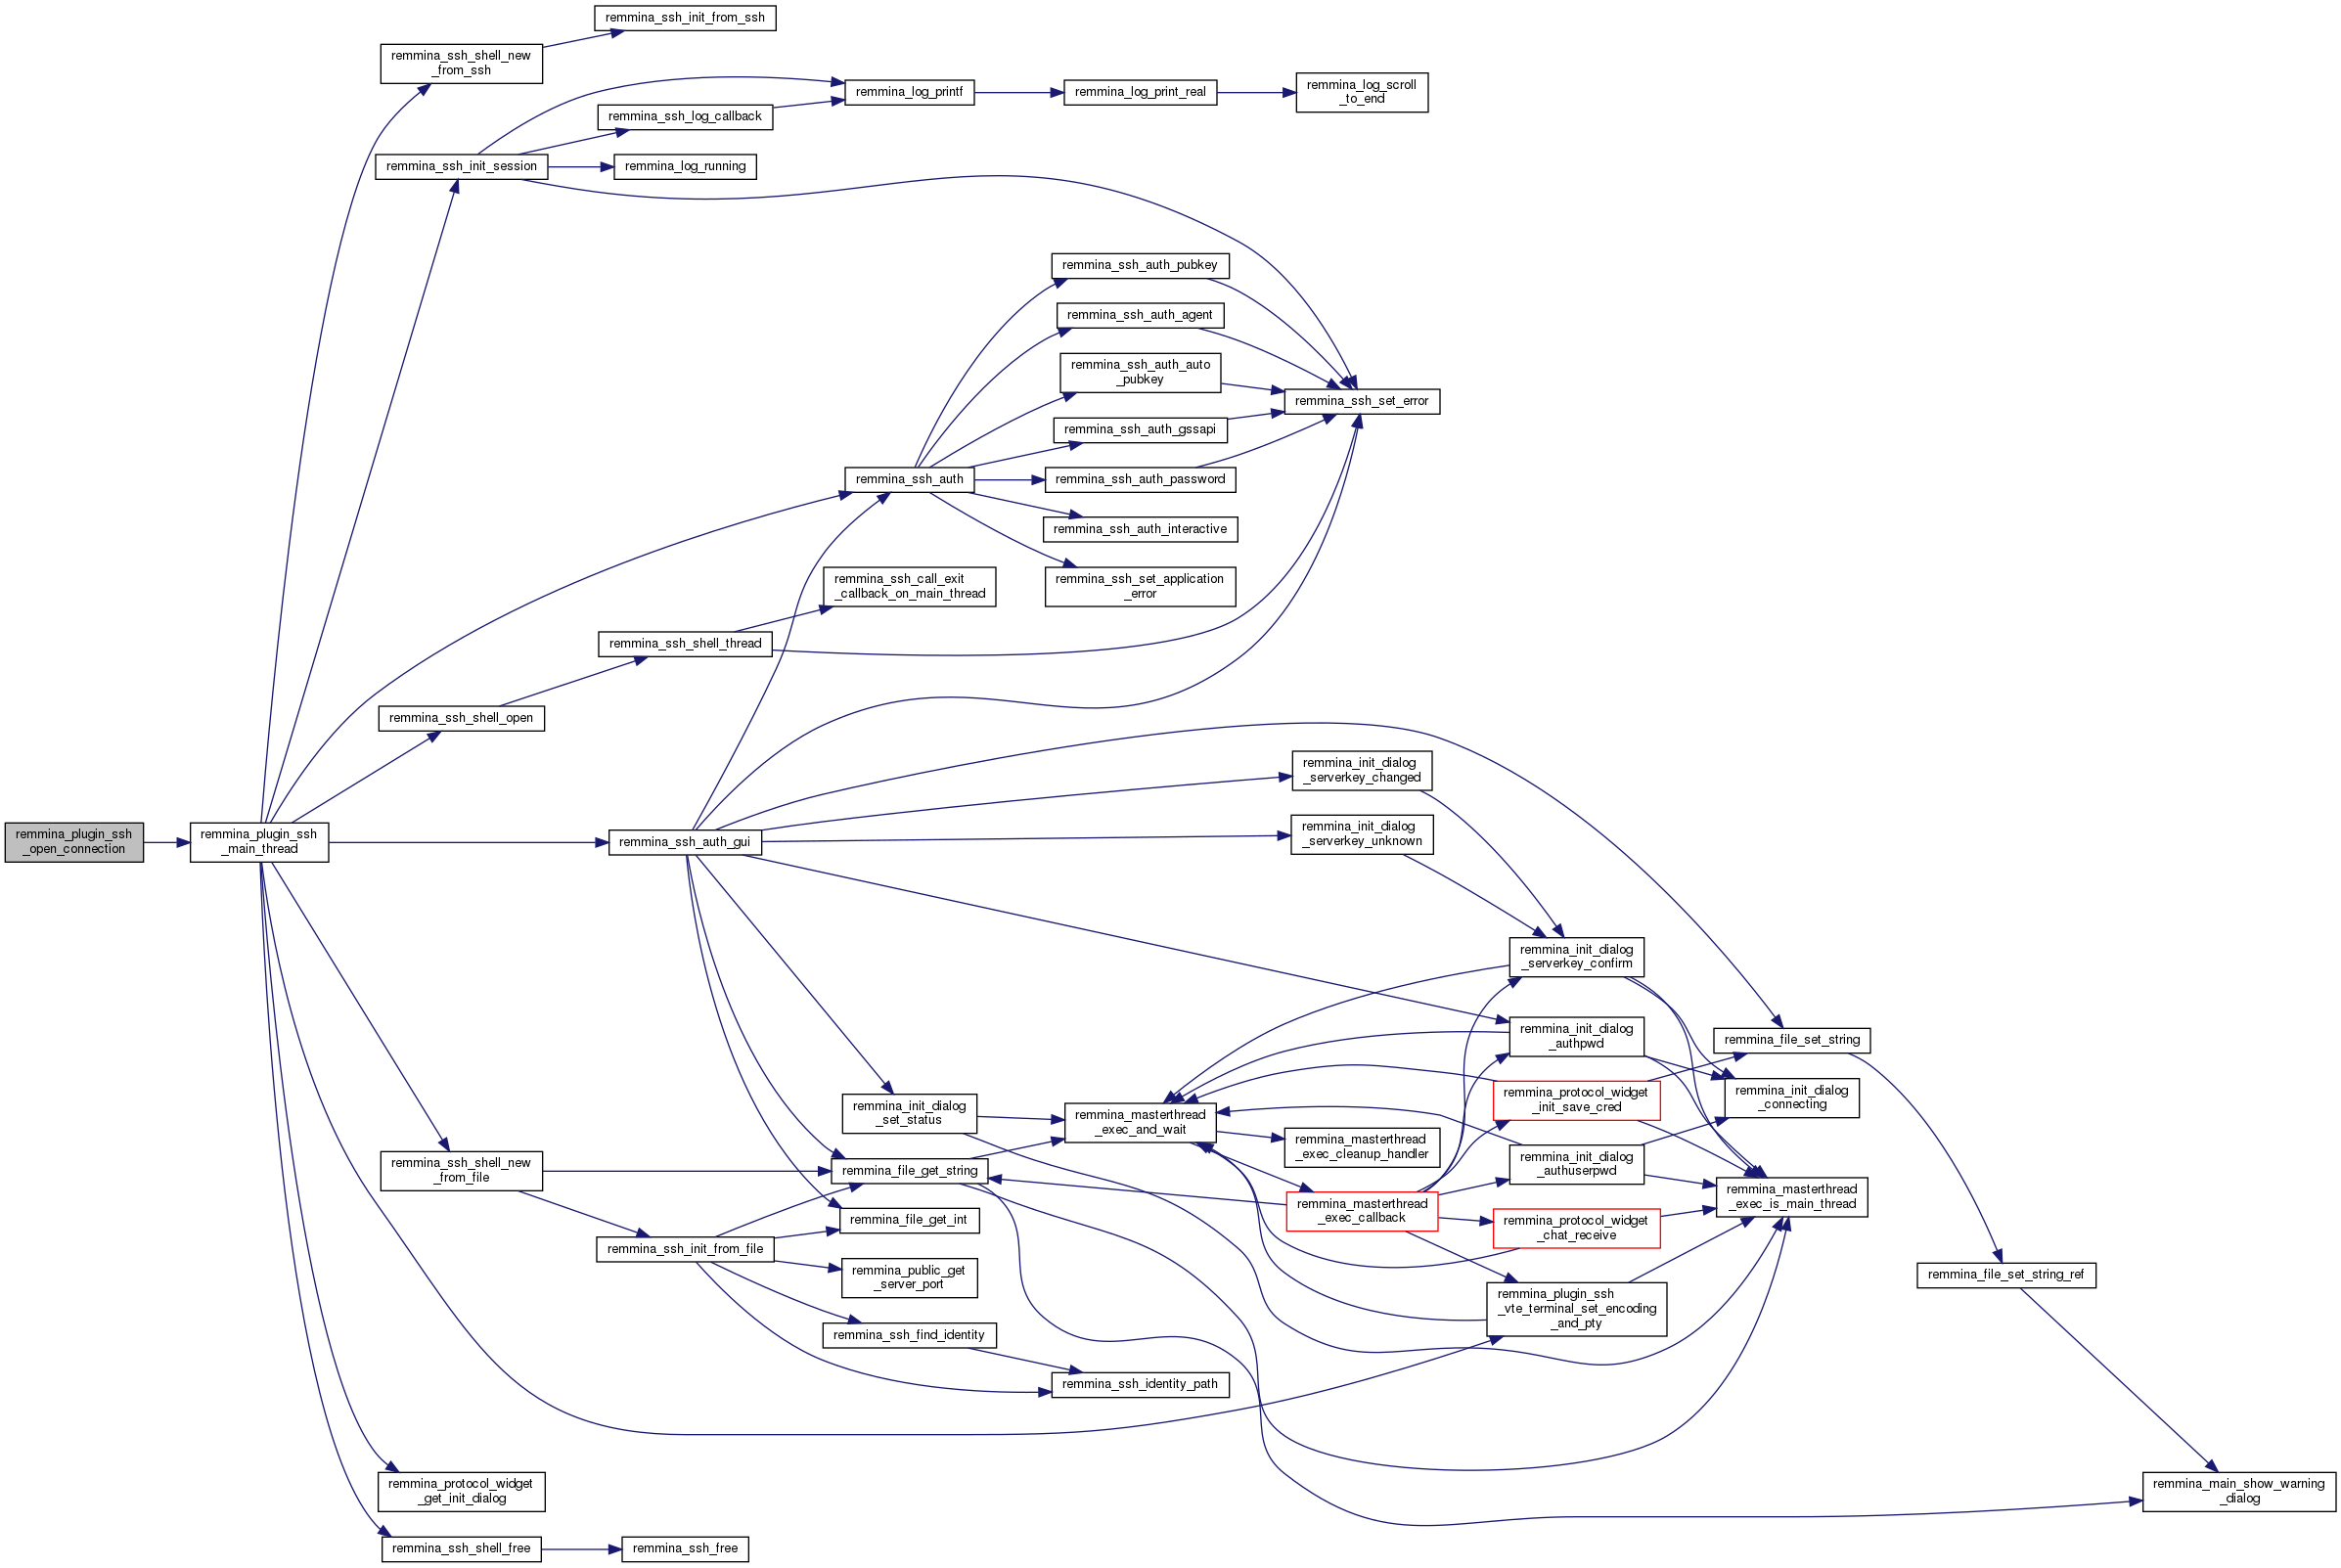 remmina_ssh_init_from_ssh
remmina_ssh_shell_new
_from_ssh
remmina_log_printf
remmina_log_print_real
remmina_log_scroll
_to_end
remmina_ssh_log_callback
remmina_ssh_init_session
remmina_log_running
remmina_ssh_auth_pubkey
remmina_ssh_auth_agent
remmina_ssh_auth_auto
_pubkey
remmina_ssh_set_error
remmina_ssh_auth_gssapi
remmina_ssh_auth
remmina_ssh_auth_password
remmina_ssh_auth_interactive
remmina_ssh_call_exit
_callback_on_main_thread
remmina_ssh_set_application
_error
remmina_ssh_shell_thread
remmina_ssh_shell_open
remmina_init_dialog
_serverkey_changed
remmina_plugin_ssh
_open_connection
remmina_plugin_ssh
_main_thread
remmina_ssh_auth_gui
remmina_init_dialog
_serverkey_unknown
remmina_init_dialog
_serverkey_confirm
remmina_init_dialog
_authpwd
remmina_file_set_string
remmina_init_dialog
_set_status
remmina_masterthread
_exec_and_wait
remmina_protocol_widget
_init_save_cred
remmina_init_dialog
_connecting
remmina_masterthread
_exec_cleanup_handler
remmina_ssh_shell_new
_from_file
remmina_file_get_string
remmina_init_dialog
_authuserpwd
remmina_masterthread
_exec_is_main_thread
remmina_masterthread
_exec_callback
remmina_file_get_int
remmina_protocol_widget
_chat_receive
remmina_ssh_init_from_file
remmina_public_get
_server_port
remmina_file_set_string_ref
remmina_plugin_ssh
_vte_terminal_set_encoding
_and_pty
remmina_ssh_find_identity
remmina_ssh_identity_path
remmina_protocol_widget
_get_init_dialog
remmina_main_show_warning
_dialog
remmina_ssh_shell_free
remmina_ssh_free